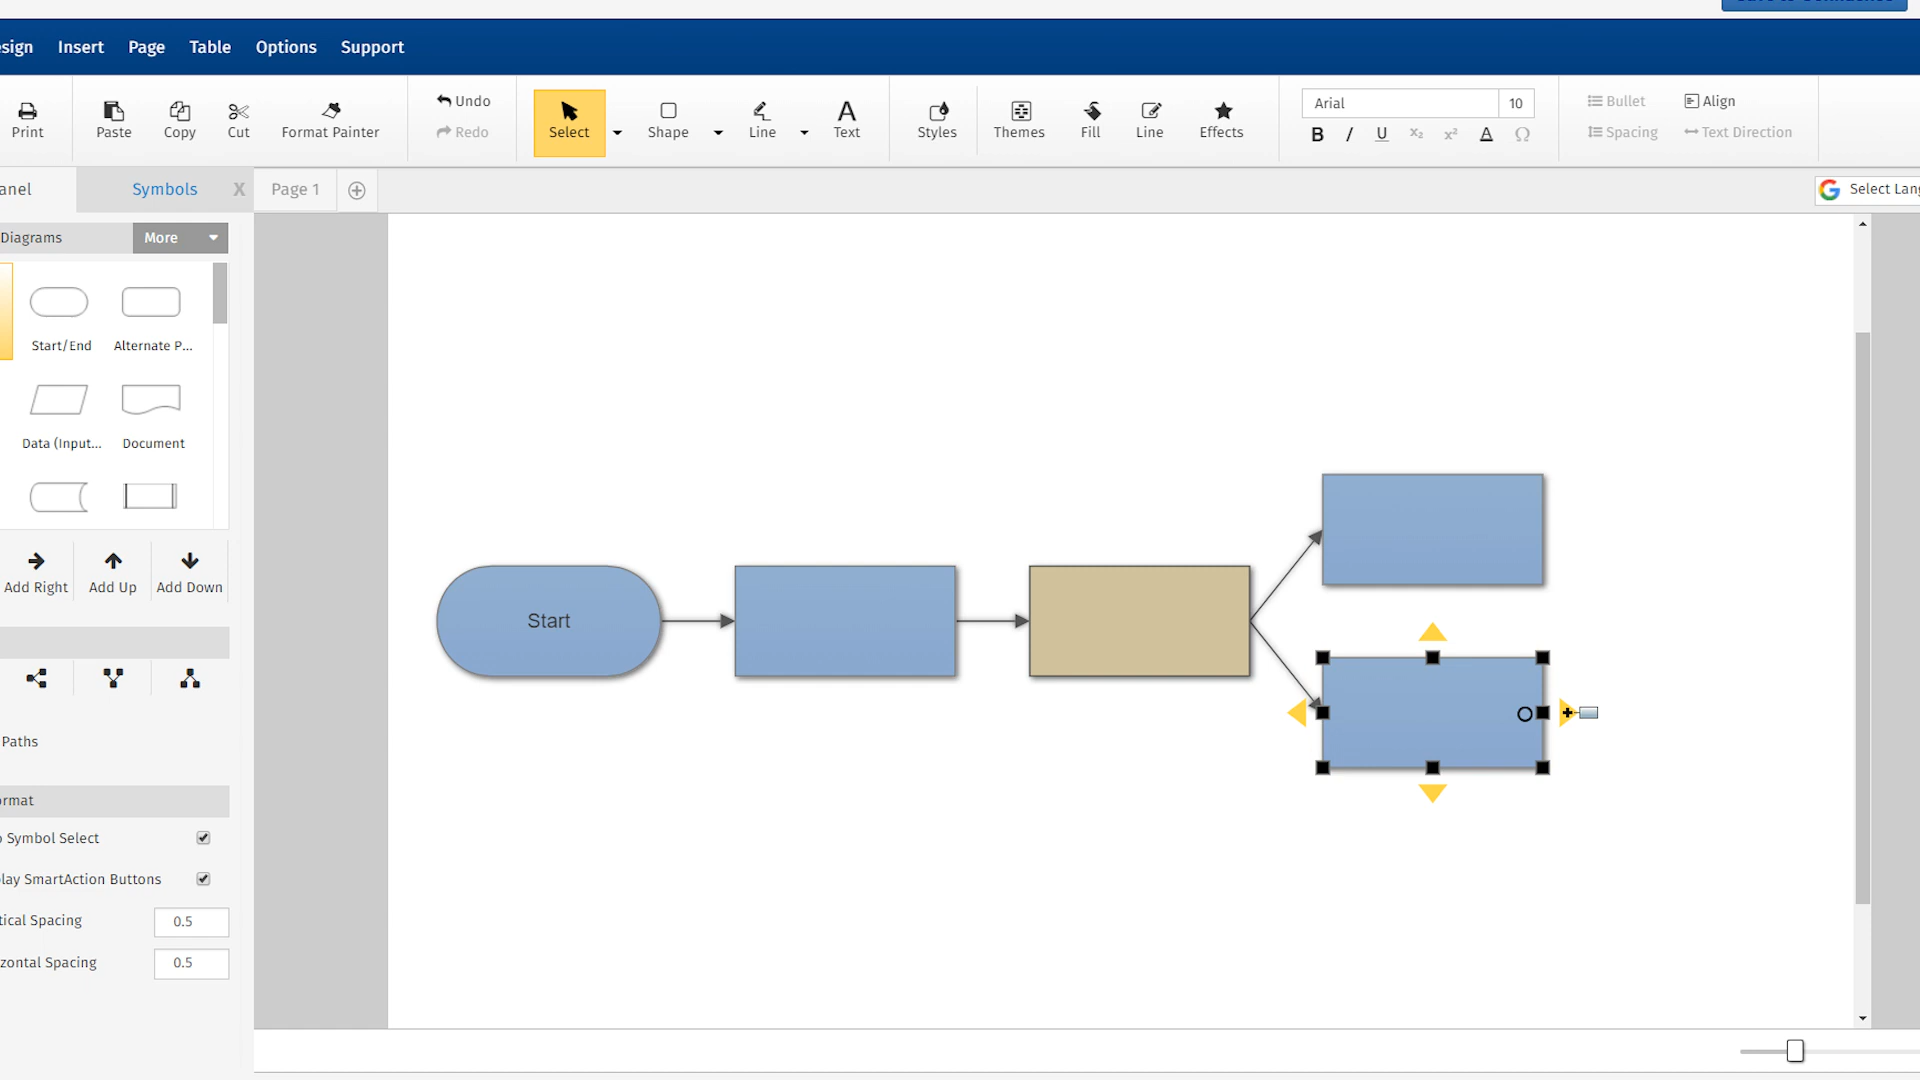 esign Insert Page Table Options Support
Print Paste Copy Cut Format Painter
Undo
Redo
Select Shape Line Text Styles Themes Fill Line Effects
Arial 10
B I U x₂ x² A Ω
Bullet Align
Spacing Text Direction
anel Symbols X Page 1
Select Lang
Diagrams More
Start/End Alternate P...
Data (Input... Document
Add Right Add Up Add Down
Start
Paths
ormat
o Symbol Select
lay SmartAction Buttons
tical Spacing 0.5
zontal Spacing 0.5